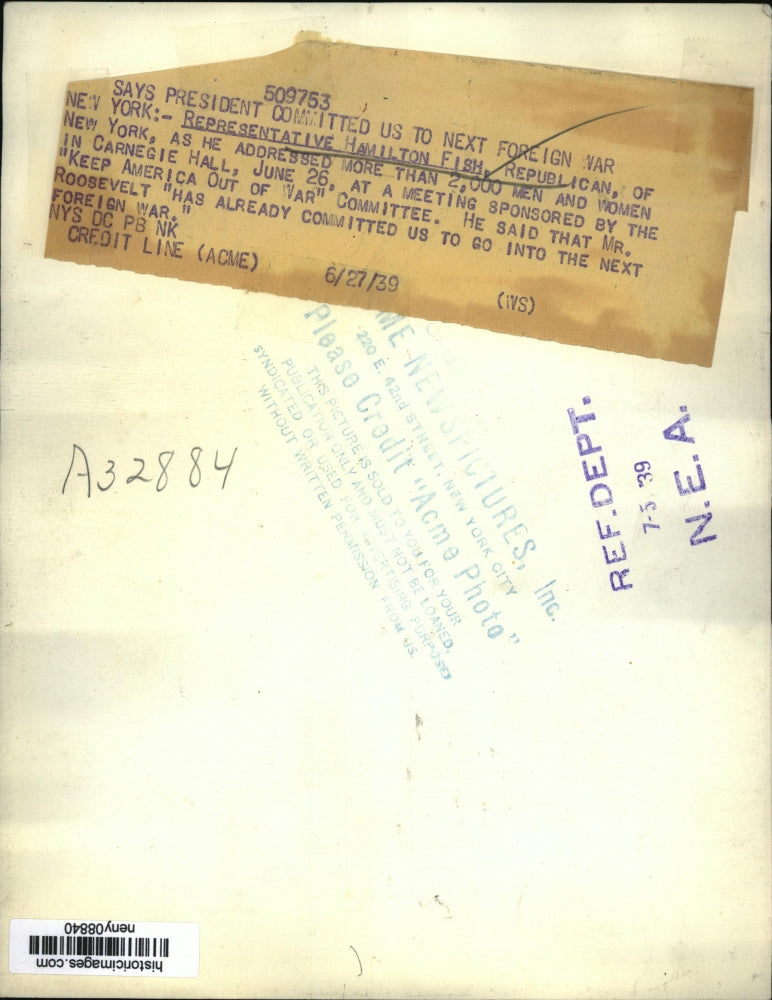 509753
SAYS PRESIDENT COMMITTED US TO NEXT FOREIGN WAR
NEW YORK:- REPRESENTATIVE HAMILTON FISH, REPUBLICAN, OF
NEW YORK, AS HE ADDRESSED MORE THAN 2,000 MEN AND WOMEN
IN CARNEGIE HALL, JUNE 26, AT A MEETING SPONSORED BY THE
"KEEP AMERICA OUT OF WAR" COMMITTEE. HE SAID THAT MR.
ROOSEVELT "HAS ALREADY COMMITTED US TO GO INTO THE NEXT
FOREIGN WAR."
NYS DC PB NK
CREDIT LINE (ACME) 6/27/39 (WS)
ME NEWSPICTURES, Inc.
220 E. 42nd STREET, NEW YORK CITY
Please Credit "Acme Photo"
THIS PICTURE IS SOLD TO YOU FOR YOUR
PUBLICATION ONLY AND MUST NOT BE LOANED,
SYNDICATED OR USED FOR ADVERTISING PURPOSES
WITHOUT WRITTEN PERMISSION FROM US.
A32884
REF. DEPT.
39
N.E.A.
historicimages.com
neny08840